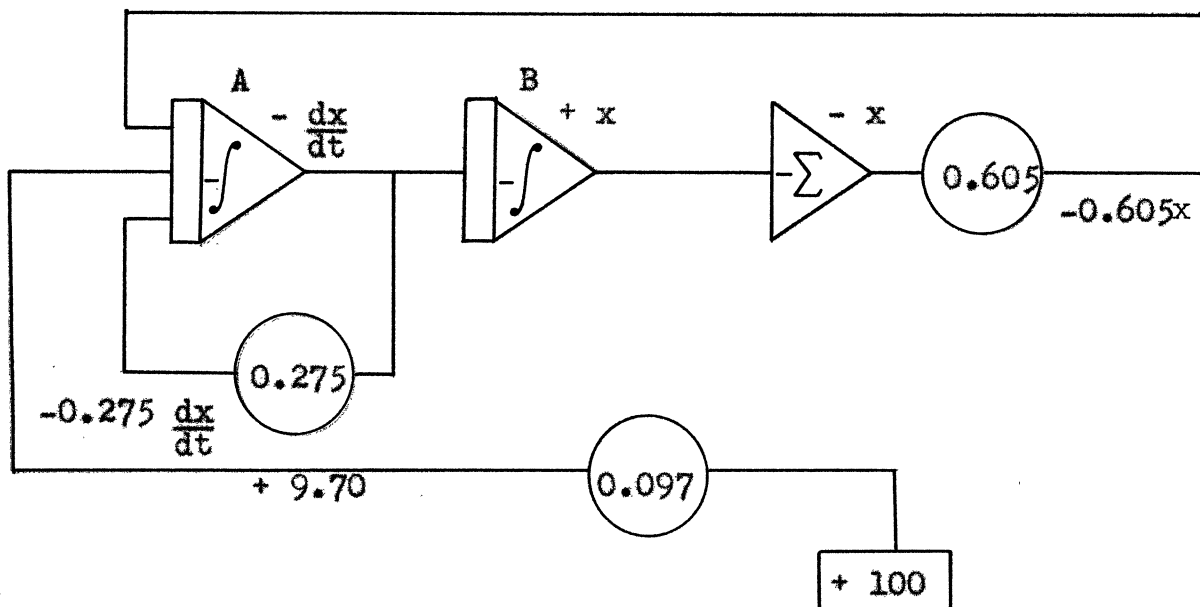 A
B
- dx
dt
+ x
- x
-∫
-∫
-Σ
0.605
-0.605x
0.275
-0.275 dx
dt
+ 9.70
0.097
+ 100